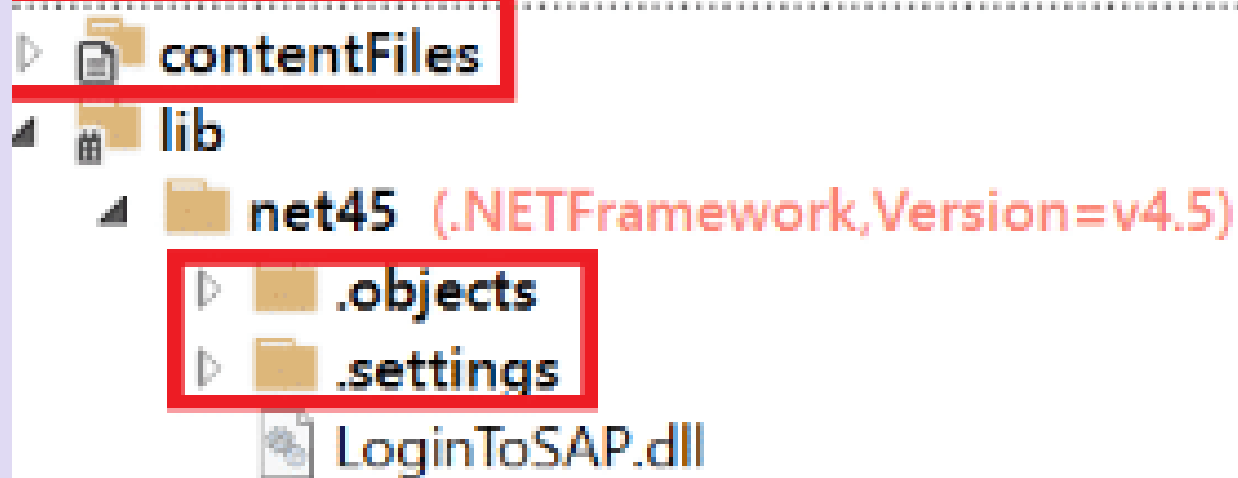 contentFiles
lib
net45 (.NETFramework,Version=v4.5)
.objects
.settings
LoginToSAP.dll